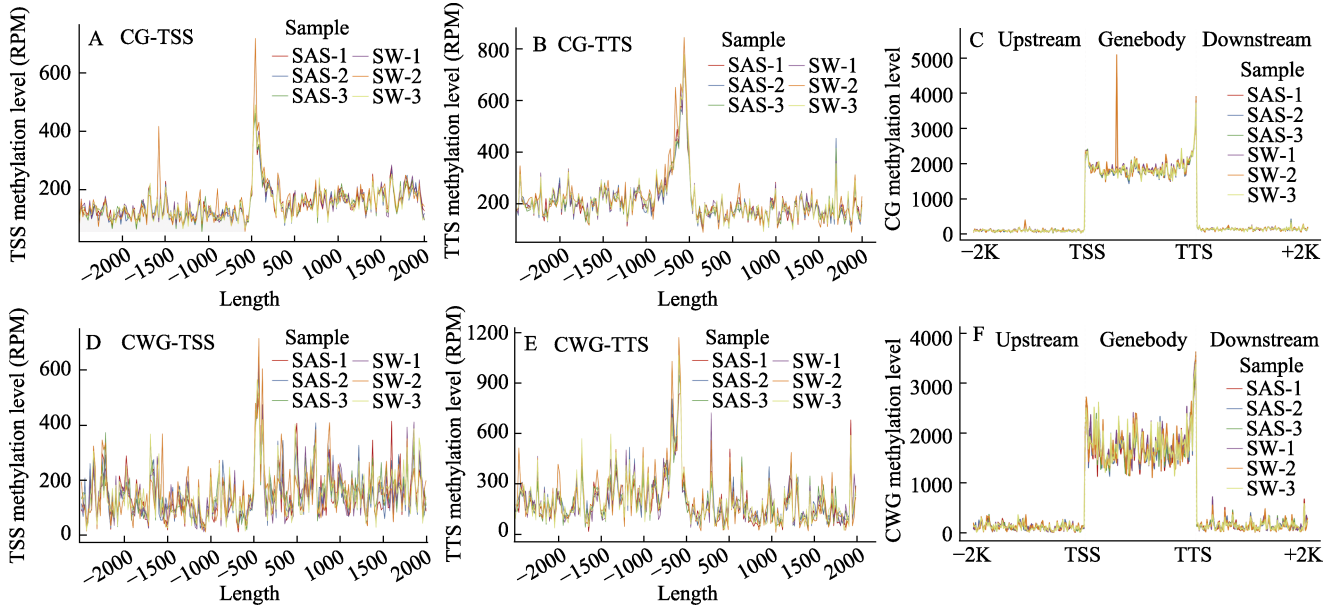 A CG-TSS
Sample
SAS-1 SW-1
SAS-2 SW-2
SAS-3 SW-3
TSS methylation level (RPM)
600
400
200
−2000 −1500 −1000 −500 500 1000 1500 2000
Length
B CG-TTS
Sample
SAS-1 SW-1
SAS-2 SW-2
SAS-3 SW-3
TTS methylation level (RPM)
800
600
400
200
−2000 −1500 −1000 −500 500 1000 1500 2000
Length
C Upstream Genebody Downstream
Sample
SAS-1
SAS-2
SAS-3
SW-1
SW-2
SW-3
CG methylation level
5000
4000
3000
2000
1000
0
−2K TSS TTS +2K
D CWG-TSS
Sample
SAS-1 SW-1
SAS-2 SW-2
SAS-3 SW-3
TSS methylation level (RPM)
600
400
200
0
−2000 −1500 −1000 −500 500 1000 1500 2000
Length
E CWG-TTS
Sample
SAS-1 SW-1
SAS-2 SW-2
SAS-3 SW-3
TTS methylation level (RPM)
1200
900
600
300
0
−2000 −1500 −1000 −500 500 1000 1500 2000
Length
F Upstream Genebody Downstream
Sample
SAS-1
SAS-2
SAS-3
SW-1
SW-2
SW-3
CWG methylation level
4000
3000
2000
1000
0
−2K TSS TTS +2K